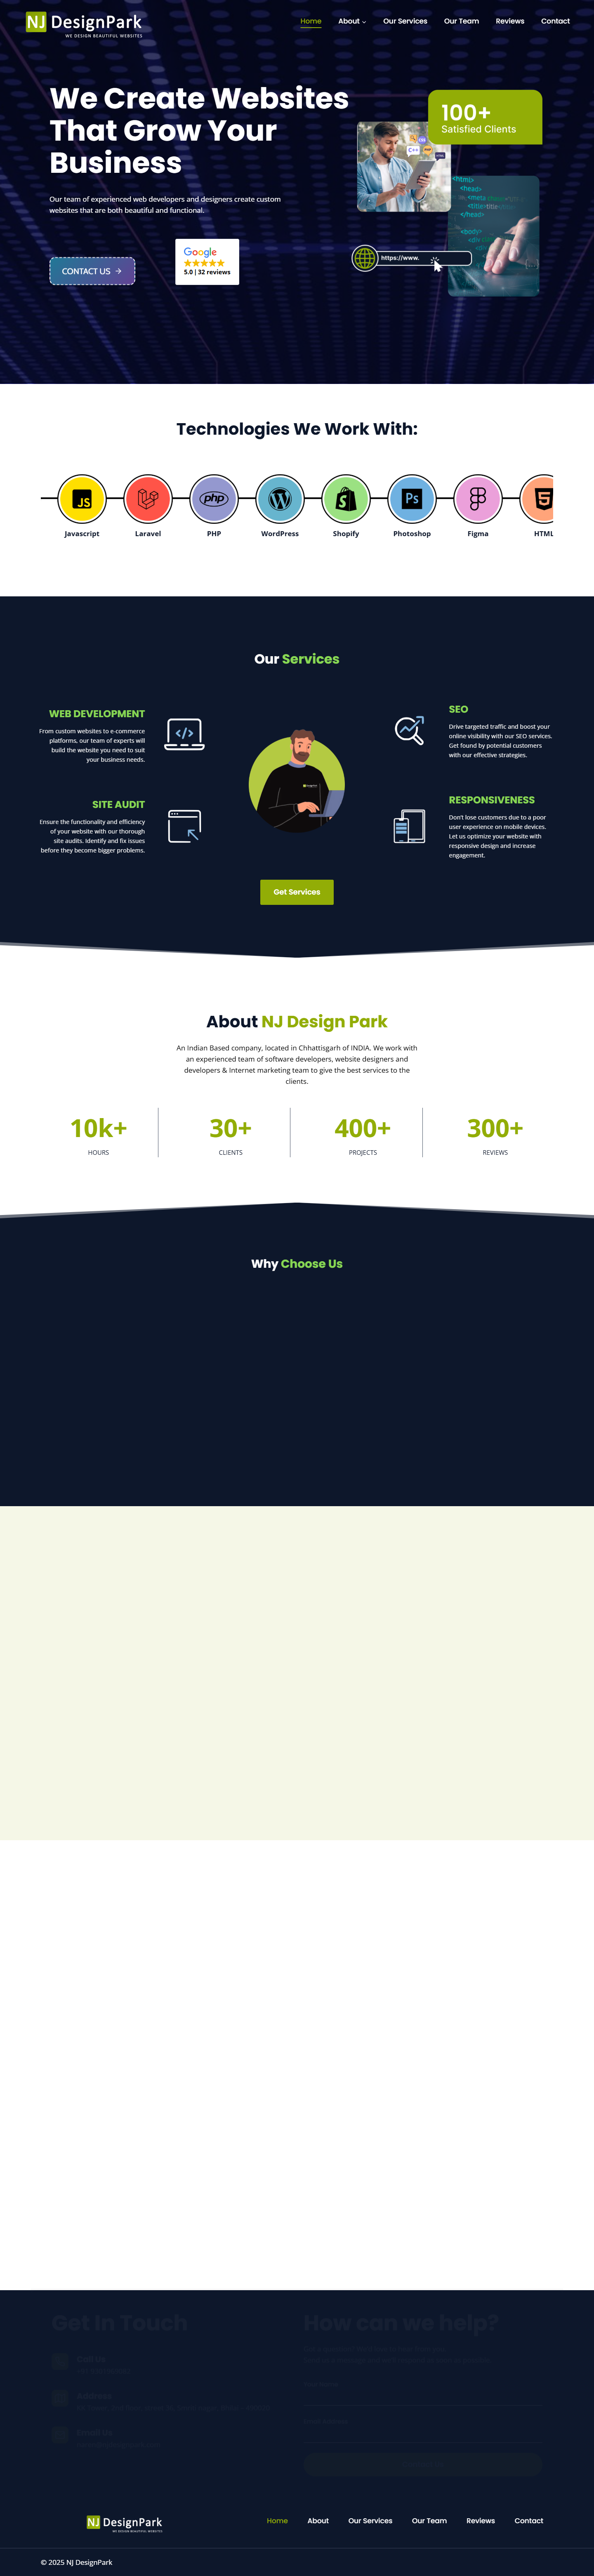 NJ DesignPark
WE DESIGN BEAUTIFUL WEBSITES
Home About Our Services Our Team Reviews Contact
We Create Websites
That Grow Your
Business
Our team of experienced web developers and designers create custom
websites that are both beautiful and functional.
CONTACT US
Google
5.0 | 32 reviews
100+
Satisfied Clients
C++
<html>
<head>
<meta
<title>title
</head>
<body>
https://www.
Technologies We Work With:
JS
php
Ps
Javascript Laravel PHP WordPress Shopify Photoshop Figma HTML
Our Services
WEB DEVELOPMENT
From custom websites to e-commerce
platforms, our team of experts will
build the website you need to suit
your business needs.
SITE AUDIT
Ensure the functionality and efficiency
of your website with our thorough
site audits. Identify and fix issues
before they become bigger problems.
SEO
Drive targeted traffic and boost your
online visibility with our SEO services.
Get found by potential customers
with our effective strategies.
RESPONSIVENESS
Don't lose customers due to a poor
user experience on mobile devices.
Let us optimize your website with
responsive design and increase
engagement.
Get Services
About NJ Design Park
An Indian Based company, located in Chhattisgarh of INDIA. We work with
an experienced team of software developers, website designers and
developers & Internet marketing team to give the best services to the
clients.
10k+
HOURS
30+
CLIENTS
400+
PROJECTS
300+
REVIEWS
Why Choose Us
Get In Touch
How can we help?
NJ DesignPark
WE DESIGN BEAUTIFUL WEBSITES
Home About Our Services Our Team Reviews Contact
© 2025 NJ DesignPark